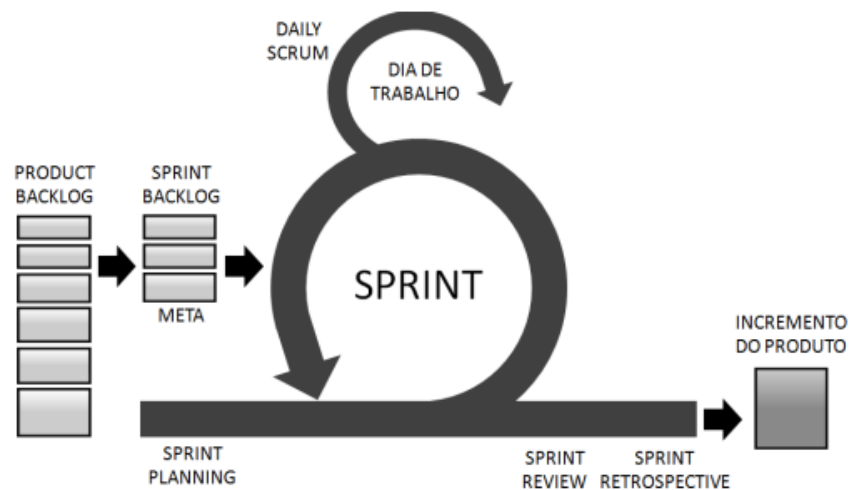 DAILY
SCRUM
DIA DE
TRABALHO
PRODUCT
BACKLOG
SPRINT
BACKLOG
META
SPRINT
INCREMENTO
DO PRODUTO
SPRINT
PLANNING
SPRINT
REVIEW
SPRINT
RETROSPECTIVE